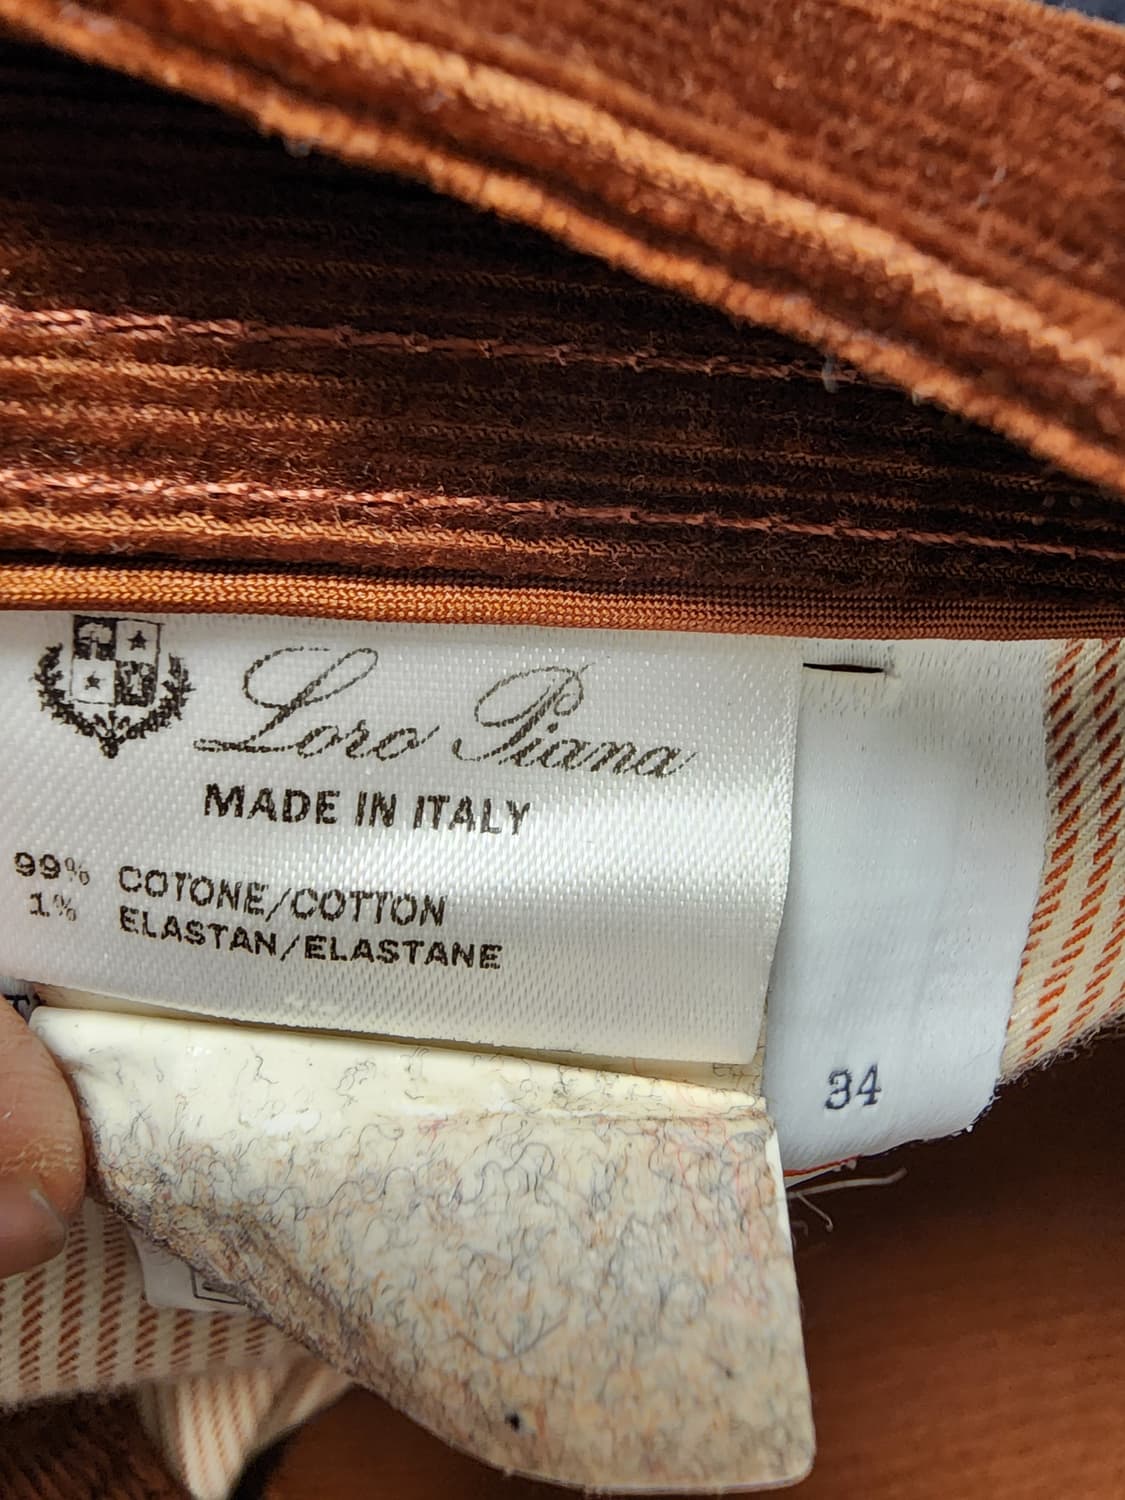 Loro Piana
MADE IN ITALY
99% COTONE/COTTON
1% ELASTAN/ELASTANE
34